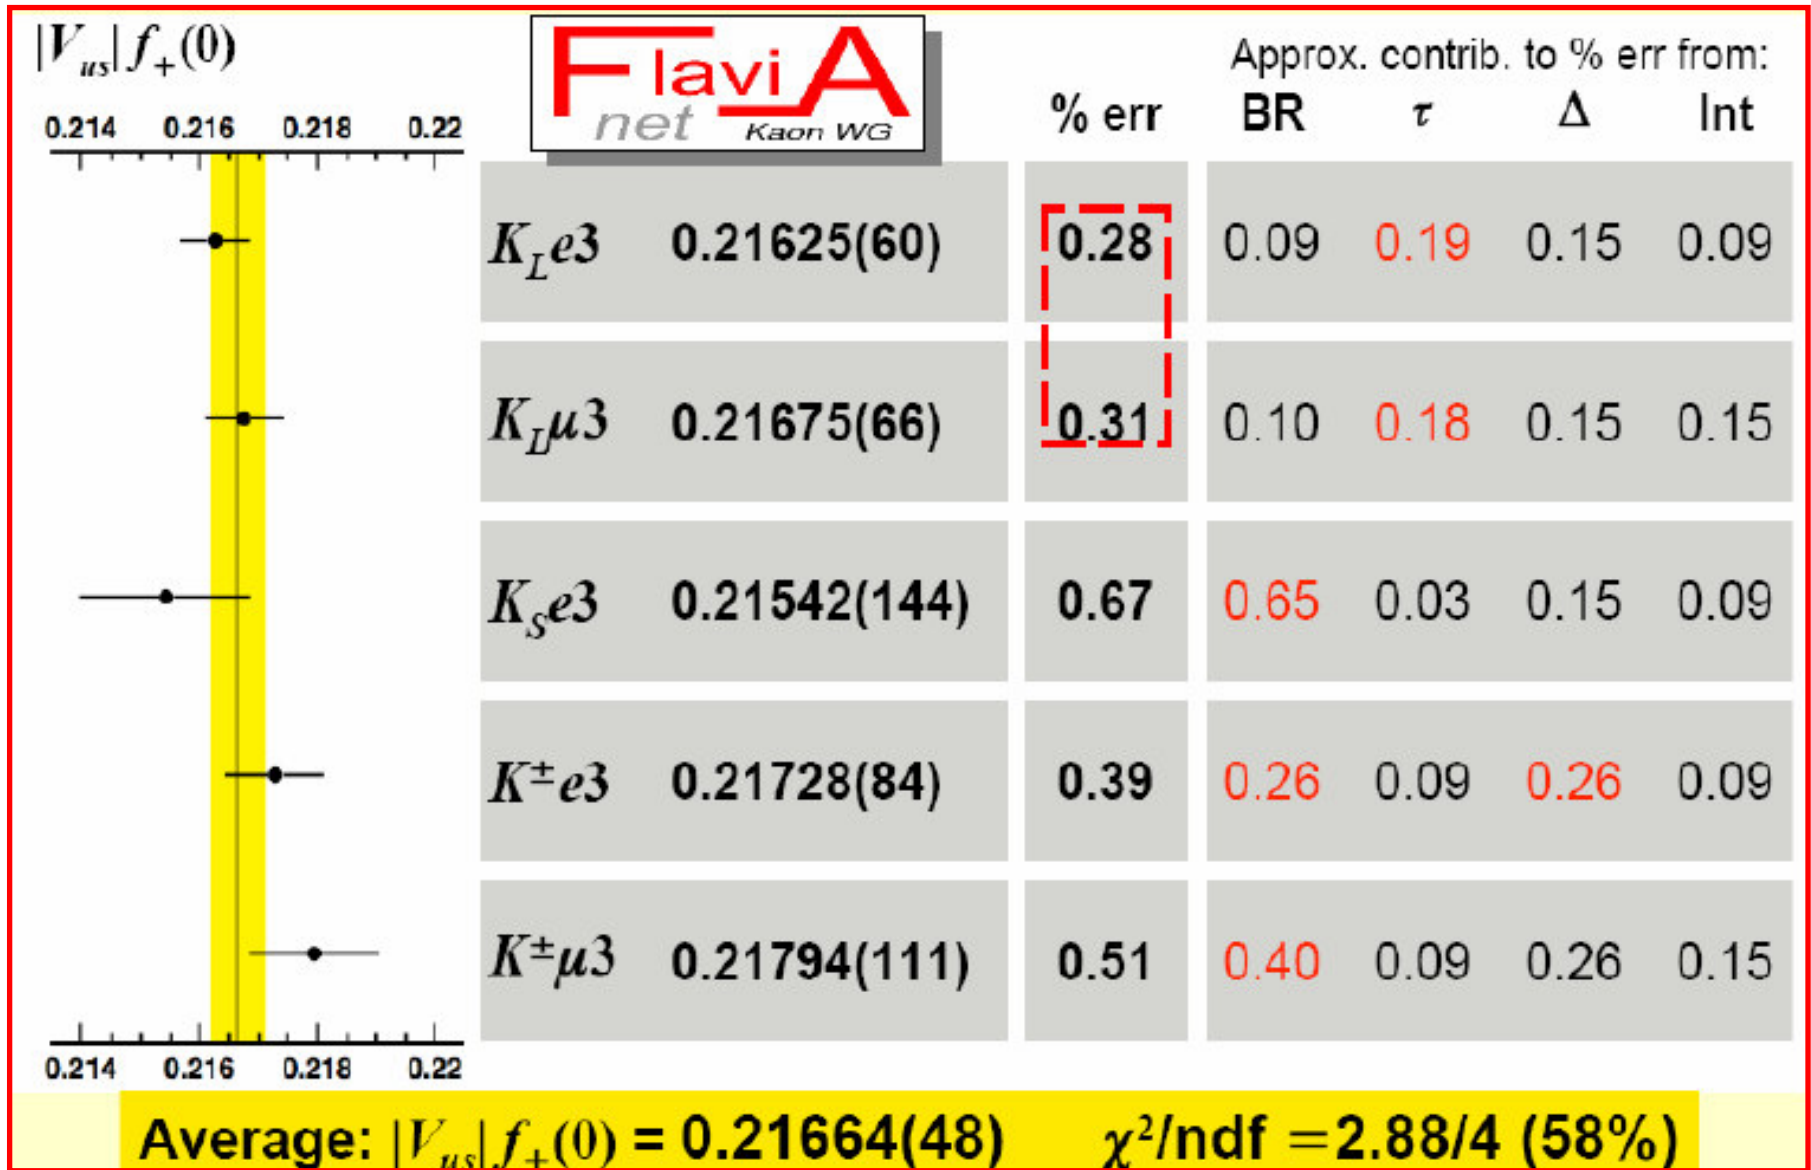 |V_us| f_+(0)
FlaviA
net Kaon WG
Approx. contrib. to % err from:
% err BR τ Δ Int
0.214 0.216 0.218 0.22
K_L e3 0.21625(60) 0.28 0.09 0.19 0.15 0.09
K_L μ3 0.21675(66) 0.31 0.10 0.18 0.15 0.15
K_S e3 0.21542(144) 0.67 0.65 0.03 0.15 0.09
K^± e3 0.21728(84) 0.39 0.26 0.09 0.26 0.09
K^± μ3 0.21794(111) 0.51 0.40 0.09 0.26 0.15
0.214 0.216 0.218 0.22
Average: |V_us| f_+(0) = 0.21664(48) χ²/ndf = 2.88/4 (58%)